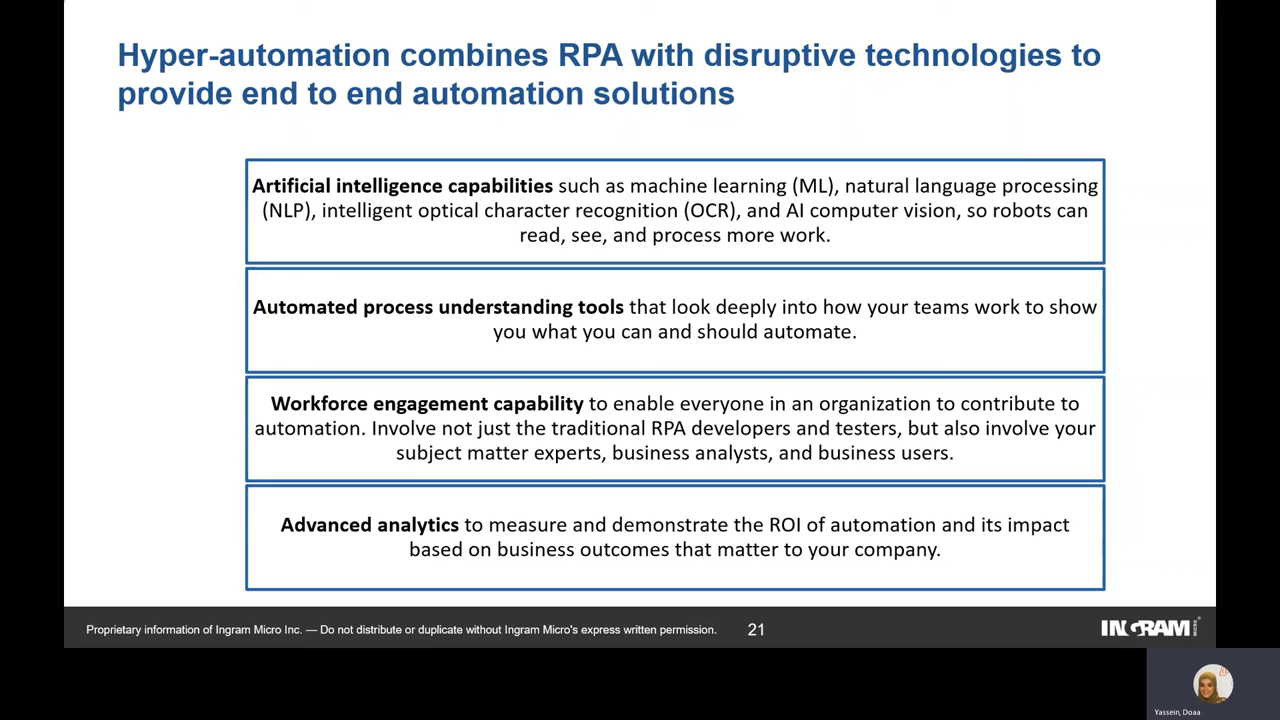 Hyper-automation combines RPA with disruptive technologies to
provide end to end automation solutions
Artificial intelligence capabilities such as machine learning (ML), natural language processing
(NLP), intelligent optical character recognition (OCR), and AI computer vision, so robots can
read, see, and process more work.
Automated process understanding tools that look deeply into how your teams work to show
you what you can and should automate.
Workforce engagement capability to enable everyone in an organization to contribute to
automation. Involve not just the traditional RPA developers and testers, but also involve your
subject matter experts, business analysts, and business users.
Advanced analytics to measure and demonstrate the ROI of automation and its impact
based on business outcomes that matter to your company.
Proprietary information of Ingram Micro Inc. — Do not distribute or duplicate without Ingram Micro's express written permission.
21
INGRAM MICRO
Yassein, Doaa